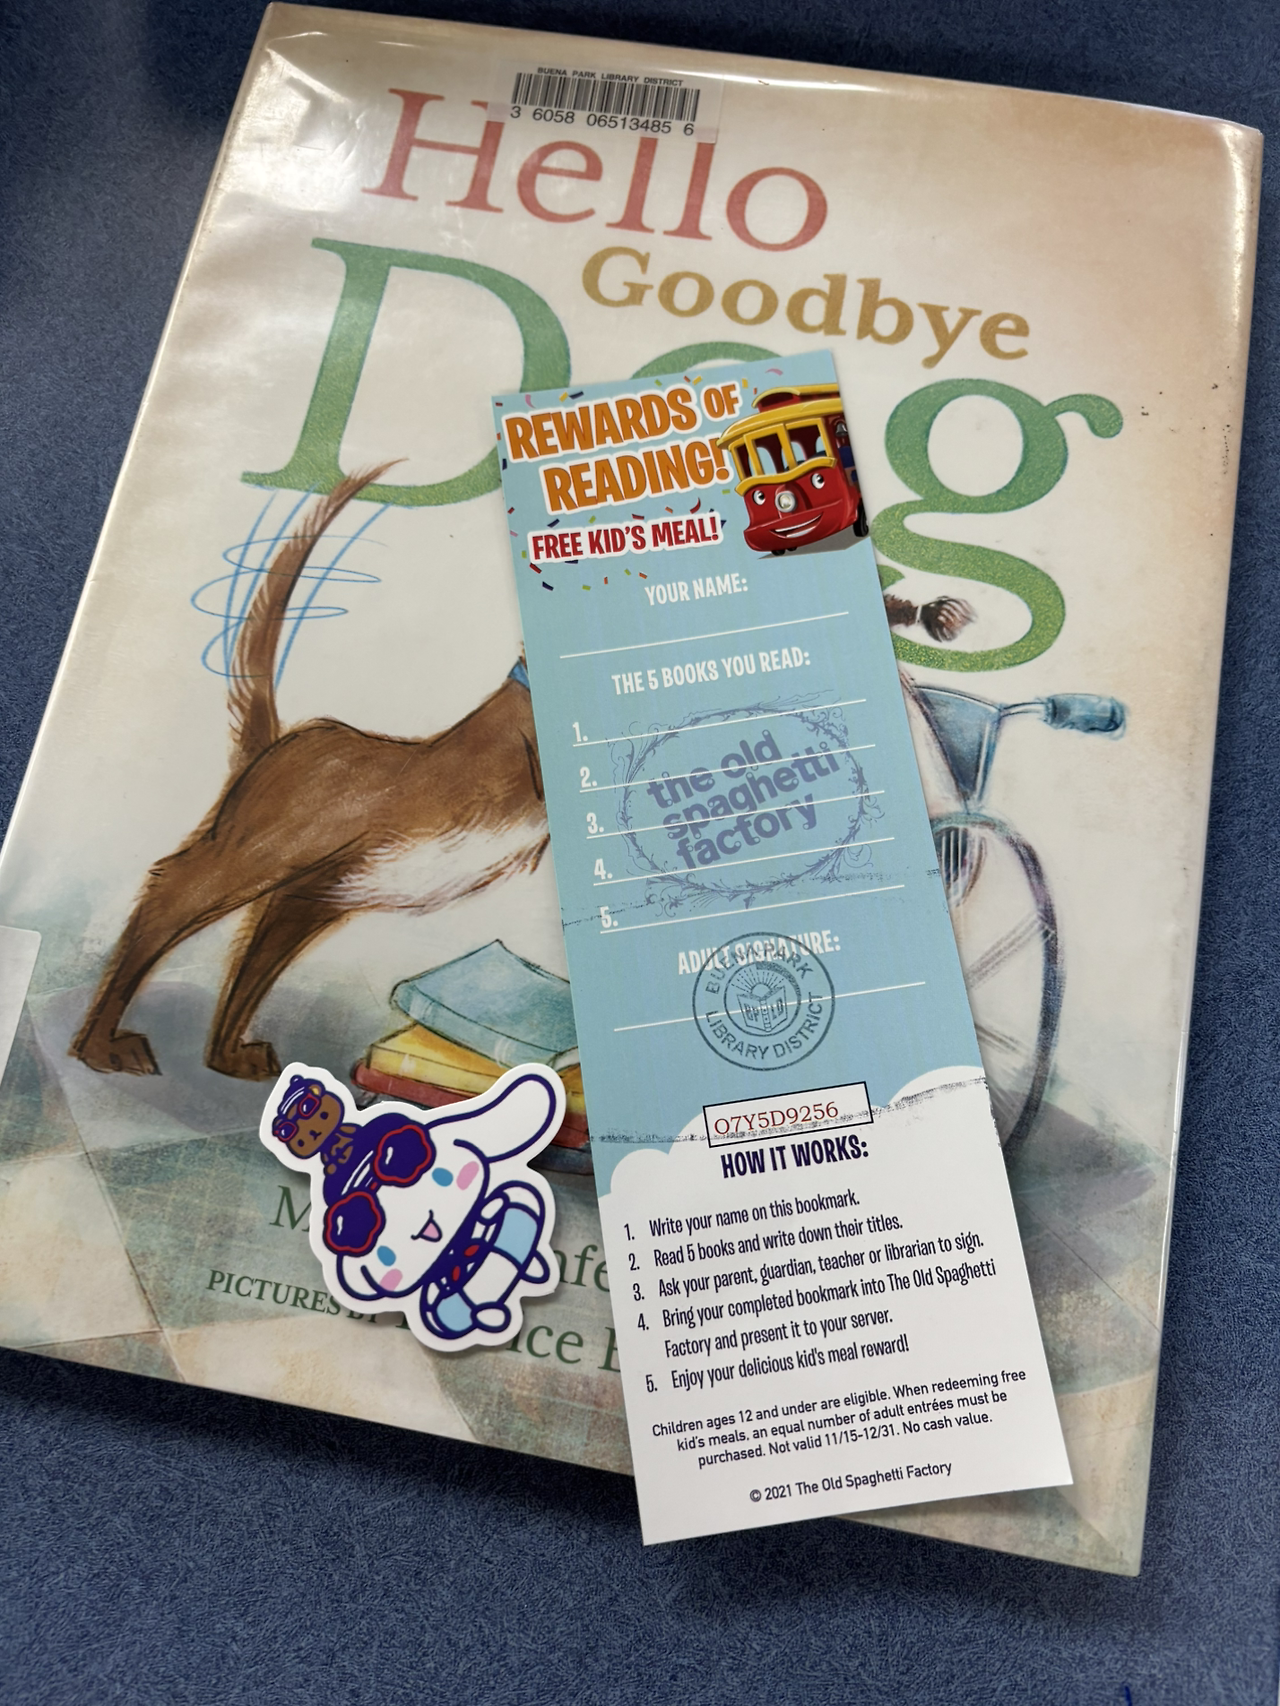 BUENA PARK LIBRARY DISTRICT
3 6058 06513485 6
Hello
Goodbye
Dog
REWARDS OF
READING!
FREE KID'S MEAL!
YOUR NAME:
THE 5 BOOKS YOU READ:
1.
2.
3.
4.
5.
the old
spaghetti
factory
ADULT SIGNATURE:
BUENA PARK
BPLD
LIBRARY DISTRICT
O7Y5D9256
HOW IT WORKS:
1. Write your name on this bookmark.
2. Read 5 books and write down their titles.
3. Ask your parent, guardian, teacher or librarian to sign.
4. Bring your completed bookmark into The Old Spaghetti
Factory and present it to your server.
5. Enjoy your delicious kid's meal reward!
Children ages 12 and under are eligible. When redeeming free
kid's meals, an equal number of adult entrées must be
purchased. Not valid 11/15-12/31. No cash value.
© 2021 The Old Spaghetti Factory
PICTURES